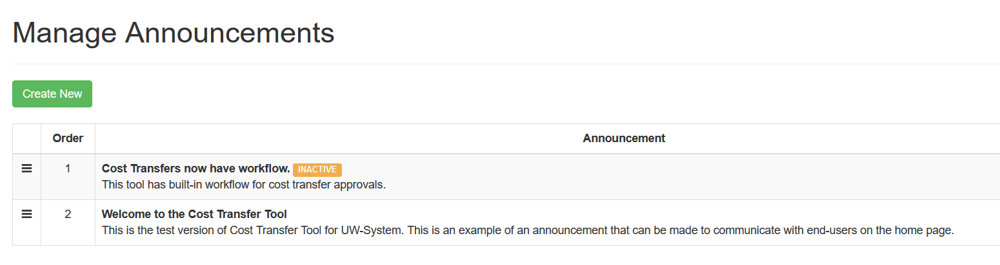 Manage Announcements
Create New
Order Announcement
1 Cost Transfers now have workflow. INACTIVE
This tool has built-in workflow for cost transfer approvals.
2 Welcome to the Cost Transfer Tool
This is the test version of Cost Transfer Tool for UW-System. This is an example of an announcement that can be made to communicate with end-users on the home page.